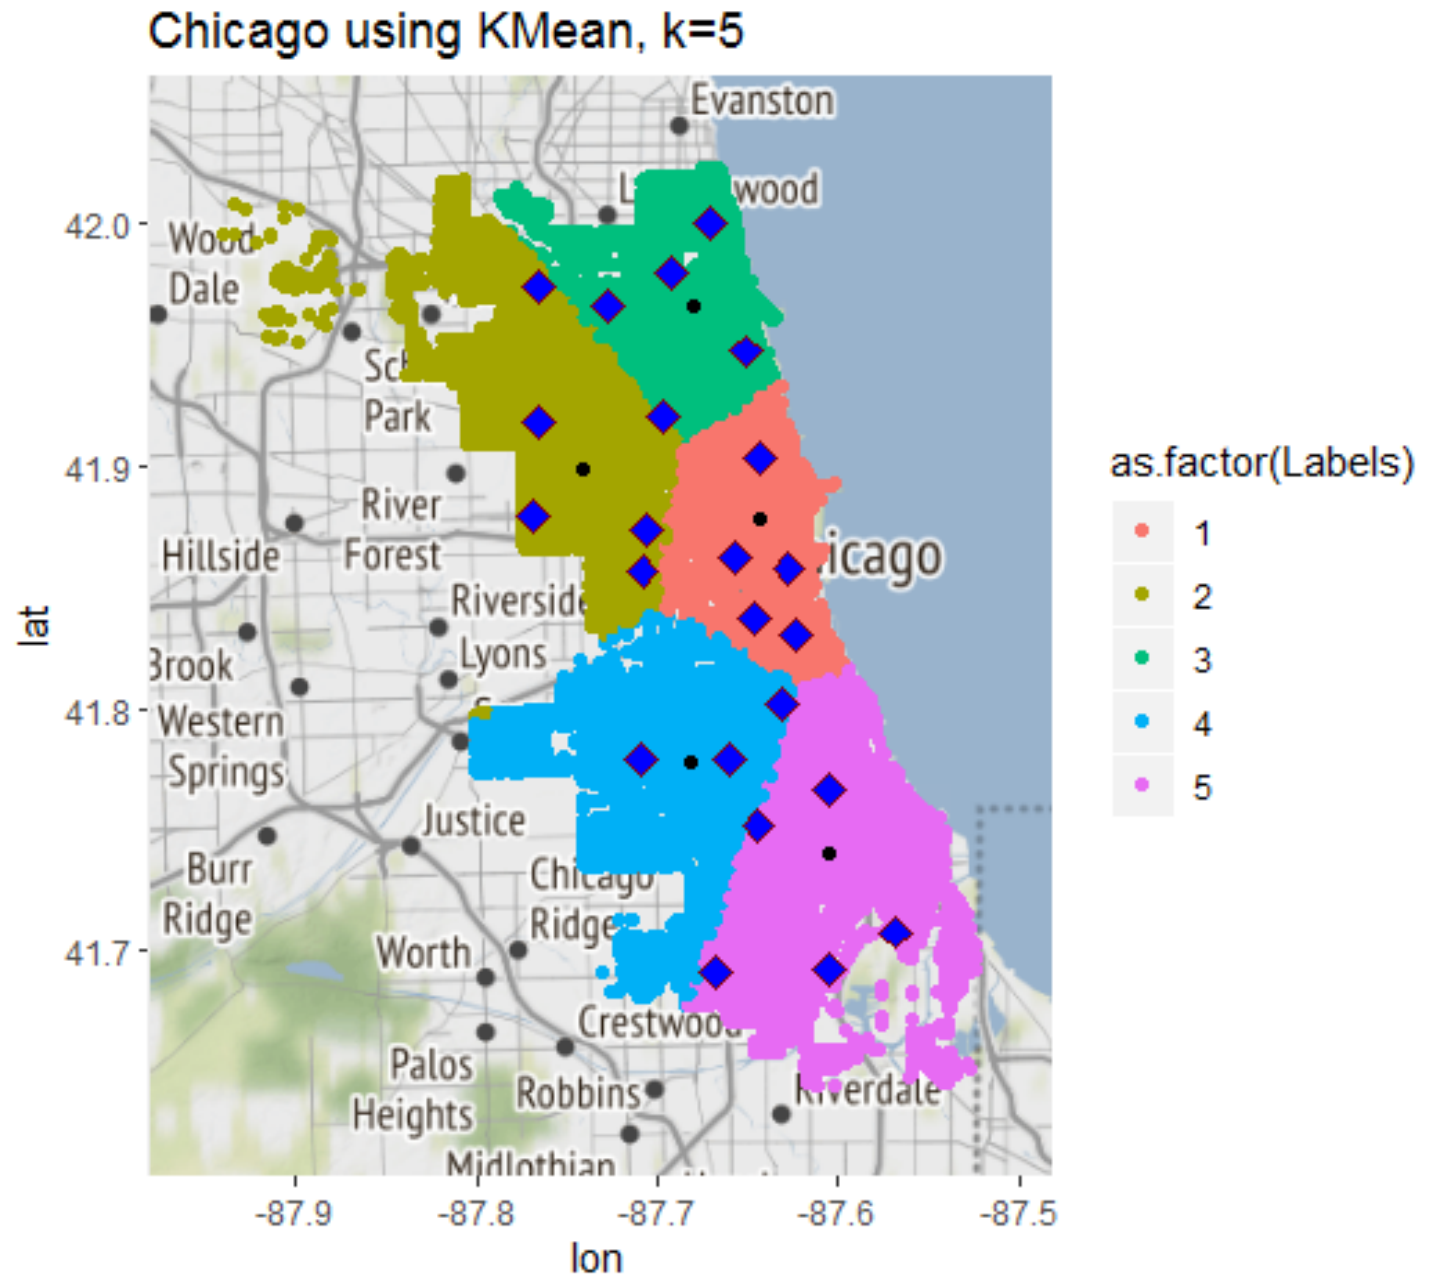 Chicago using KMean, k=5
Evanston
wood
Wood
Dale
Park
River
Forest
Hillside
icago
Riverside
Lyons
Brook
Western
Springs
Justice
Burr
Ridge
Chicago
Ridge
Worth
Crestwood
Palos
Heights
Robbins
Riverdale
Midlothian
42.0
41.9
41.8
41.7
lat
-87.9
-87.8
-87.7
-87.6
-87.5
lon
as.factor(Labels)
1
2
3
4
5